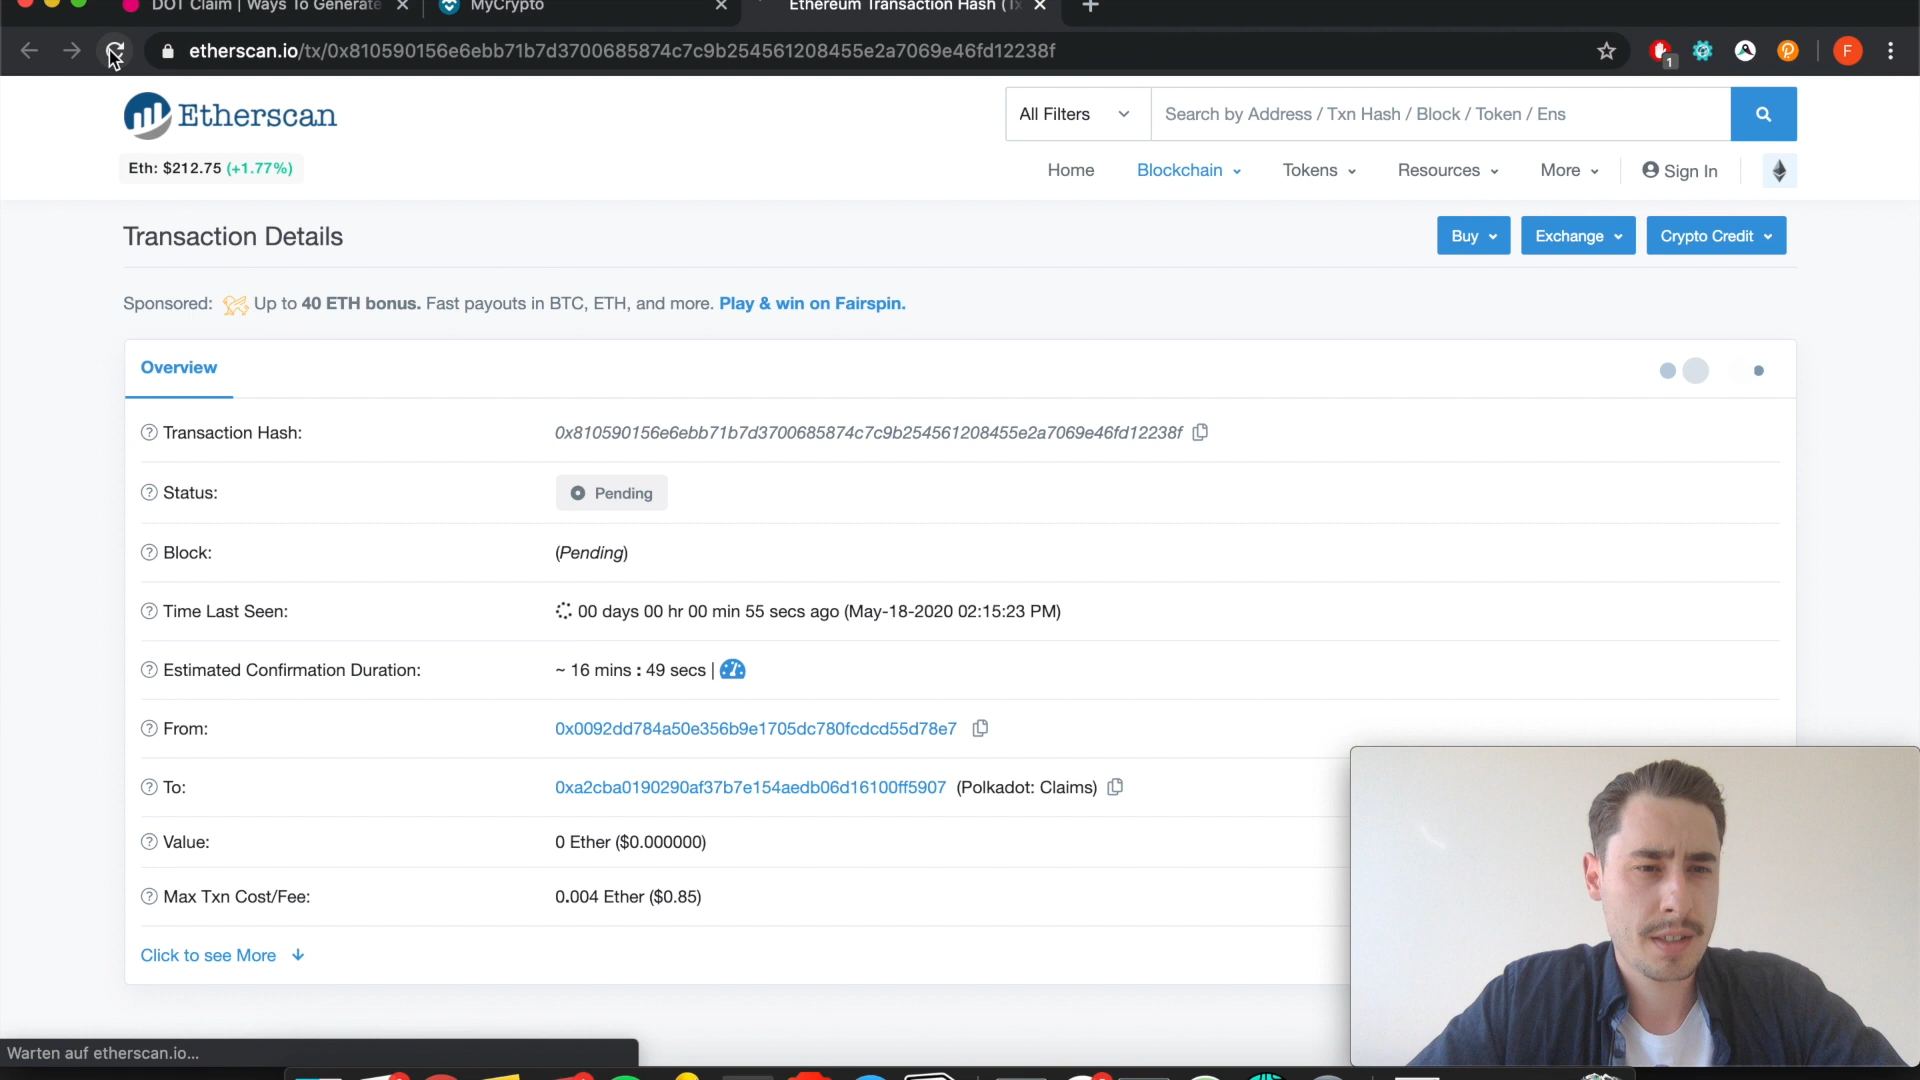 DOT Claim | Ways To Generate
MyCrypto
Ethereum Transaction Hash (Tx
etherscan.io/tx/0x810590156e6ebb71b7d3700685874c7c9b254561208455e2a7069e46fd12238f
1
F
Etherscan
All Filters
Search by Address / Txn Hash / Block / Token / Ens
Eth: $212.75 (+1.77%)
Home Blockchain Tokens Resources More Sign In
Transaction Details
Buy Exchange Crypto Credit
Sponsored: Up to 40 ETH bonus. Fast payouts in BTC, ETH, and more. Play & win on Fairspin.
Overview
Transaction Hash: 0x810590156e6ebb71b7d3700685874c7c9b254561208455e2a7069e46fd12238f
Status: Pending
Block: (Pending)
Time Last Seen: 00 days 00 hr 00 min 55 secs ago (May-18-2020 02:15:23 PM)
Estimated Confirmation Duration: ~ 16 mins : 49 secs |
From: 0x0092dd784a50e356b9e1705dc780fcdcd55d78e7
To: 0xa2cba0190290af37b7e154aedb06d16100ff5907 (Polkadot: Claims)
Value: 0 Ether ($0.000000)
Max Txn Cost/Fee: 0.004 Ether ($0.85)
Click to see More
Warten auf etherscan.io...